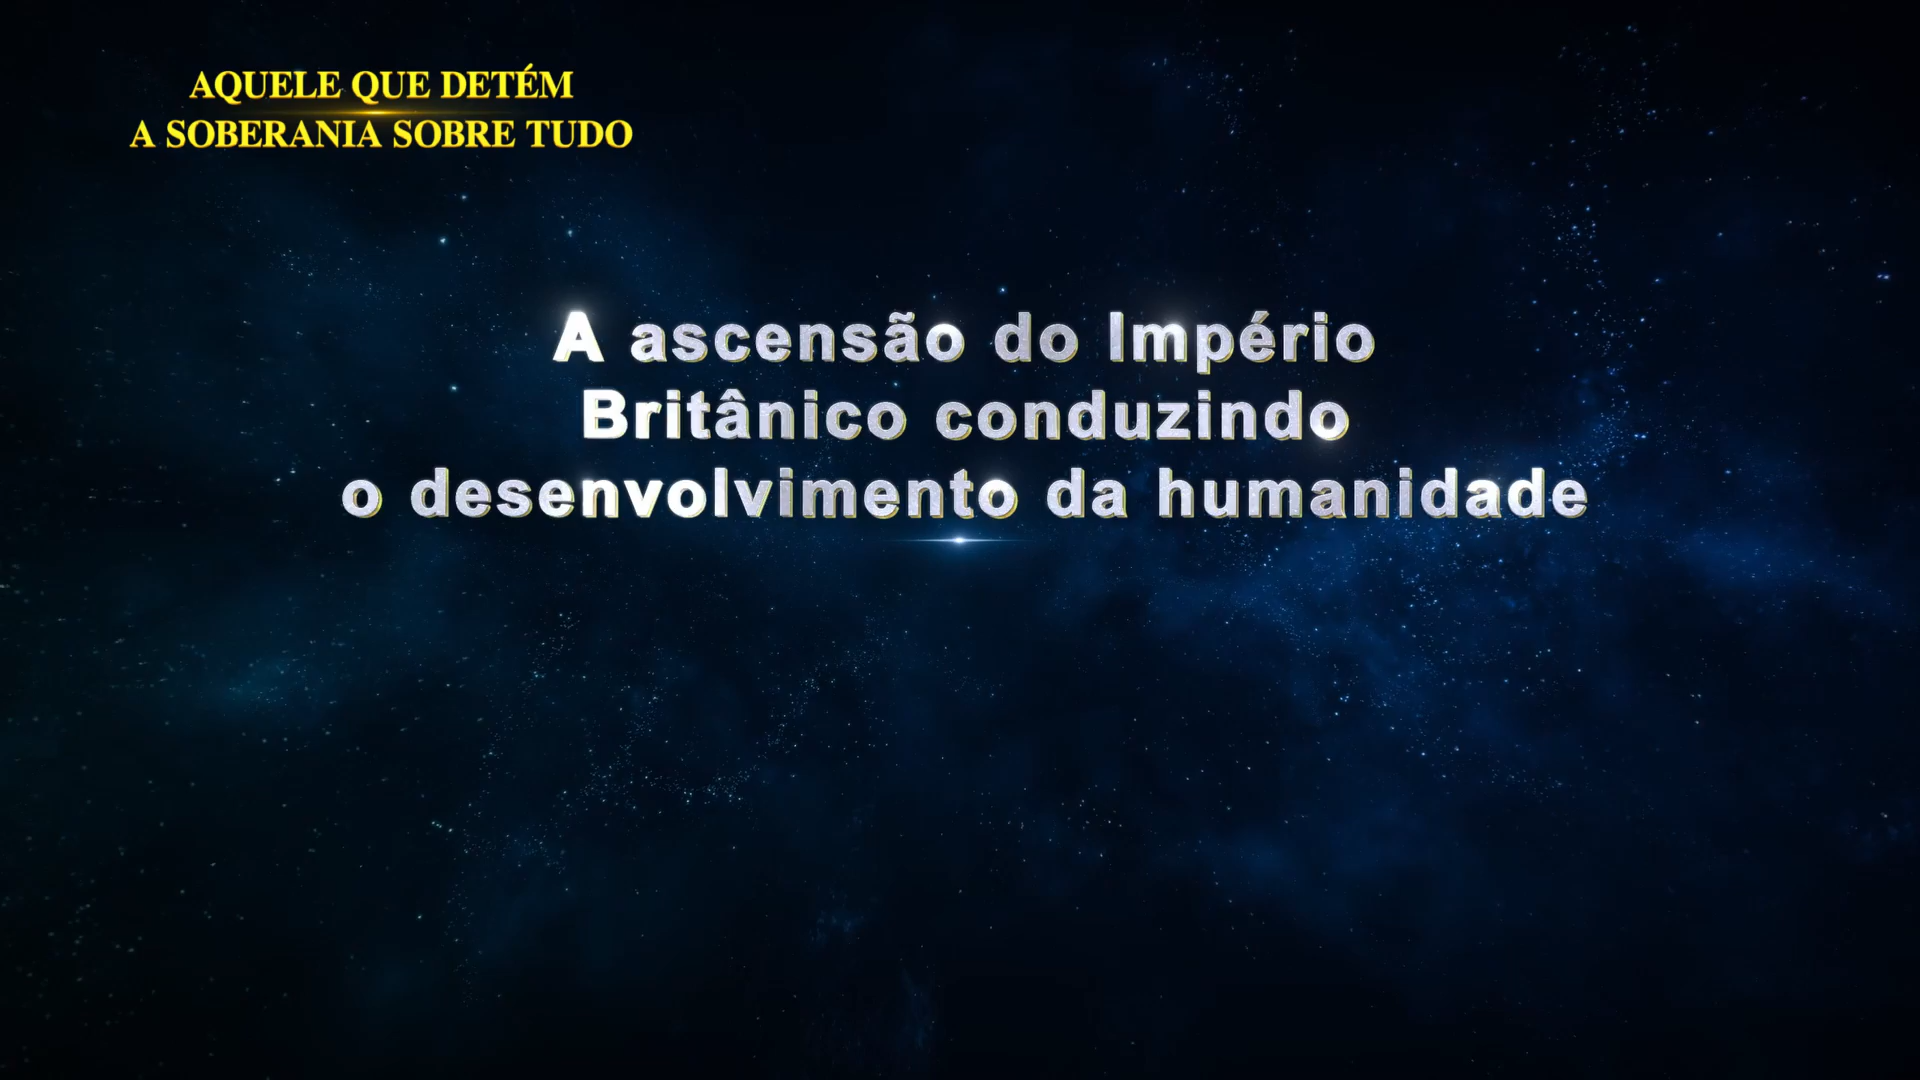 AQUELE QUE DETÉM
A SOBERANIA SOBRE TUDO
A ascensão do Império
Britânico conduzindo
o desenvolvimento da humanidade